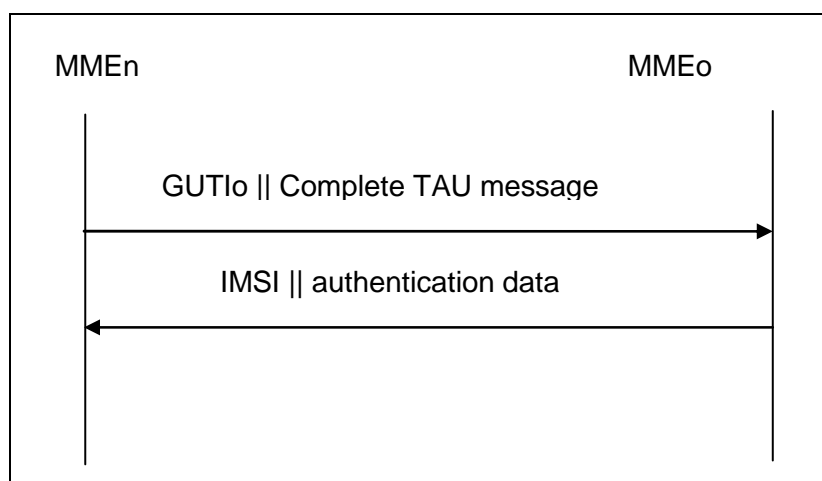 MMEn MMEo
GUTIo || Complete TAU message
IMSI || authentication data